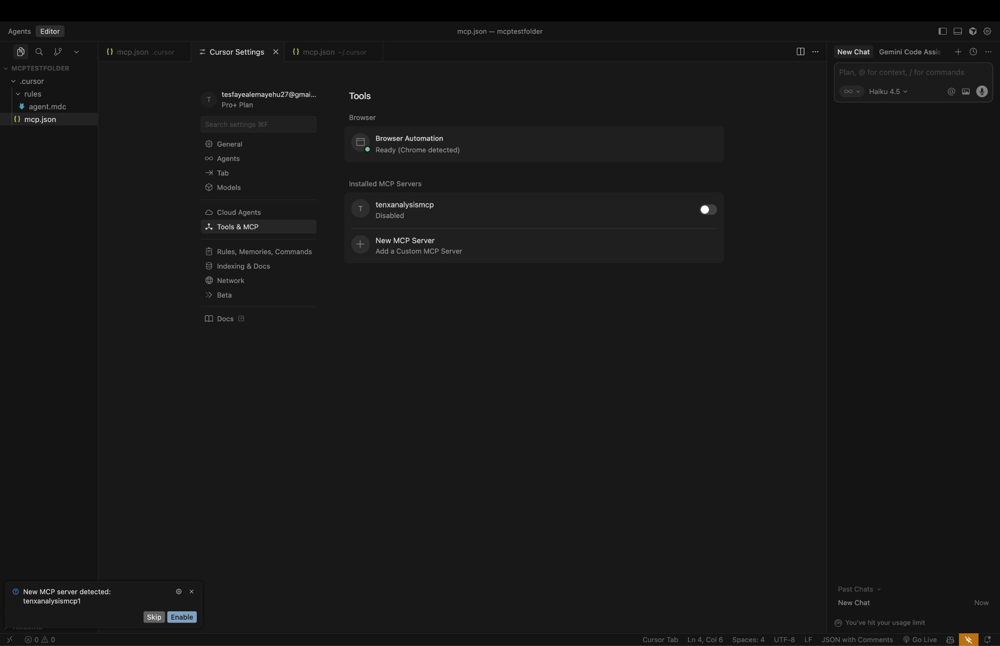 Agents Editor
mcp.json — mcptestfolder
{} mcp.json .cursor
Cursor Settings
{} mcp.json ~/.cursor
MCPTESTFOLDER
.cursor
rules
agent.mdc
{} mcp.json
T
tesfayealemayehu27@gmai...
Pro+ Plan
Search settings ⌘F
General
Agents
Tab
Models
Cloud Agents
Tools & MCP
Rules, Memories, Commands
Indexing & Docs
Network
Beta
Docs
Tools
Browser
Browser Automation
Ready (Chrome detected)
Installed MCP Servers
T
tenxanalysismcp
Disabled
New MCP Server
Add a Custom MCP Server
New Chat Gemini Code Assis
Plan, @ for context, / for commands
Haiku 4.5
Past Chats
New Chat Now
You've hit your usage limit
New MCP server detected:
tenxanalysismcp1
Skip Enable
TIMELINE
0 0
Cursor Tab Ln 4, Col 6 Spaces: 4 UTF-8 LF JSON with Comments Go Live